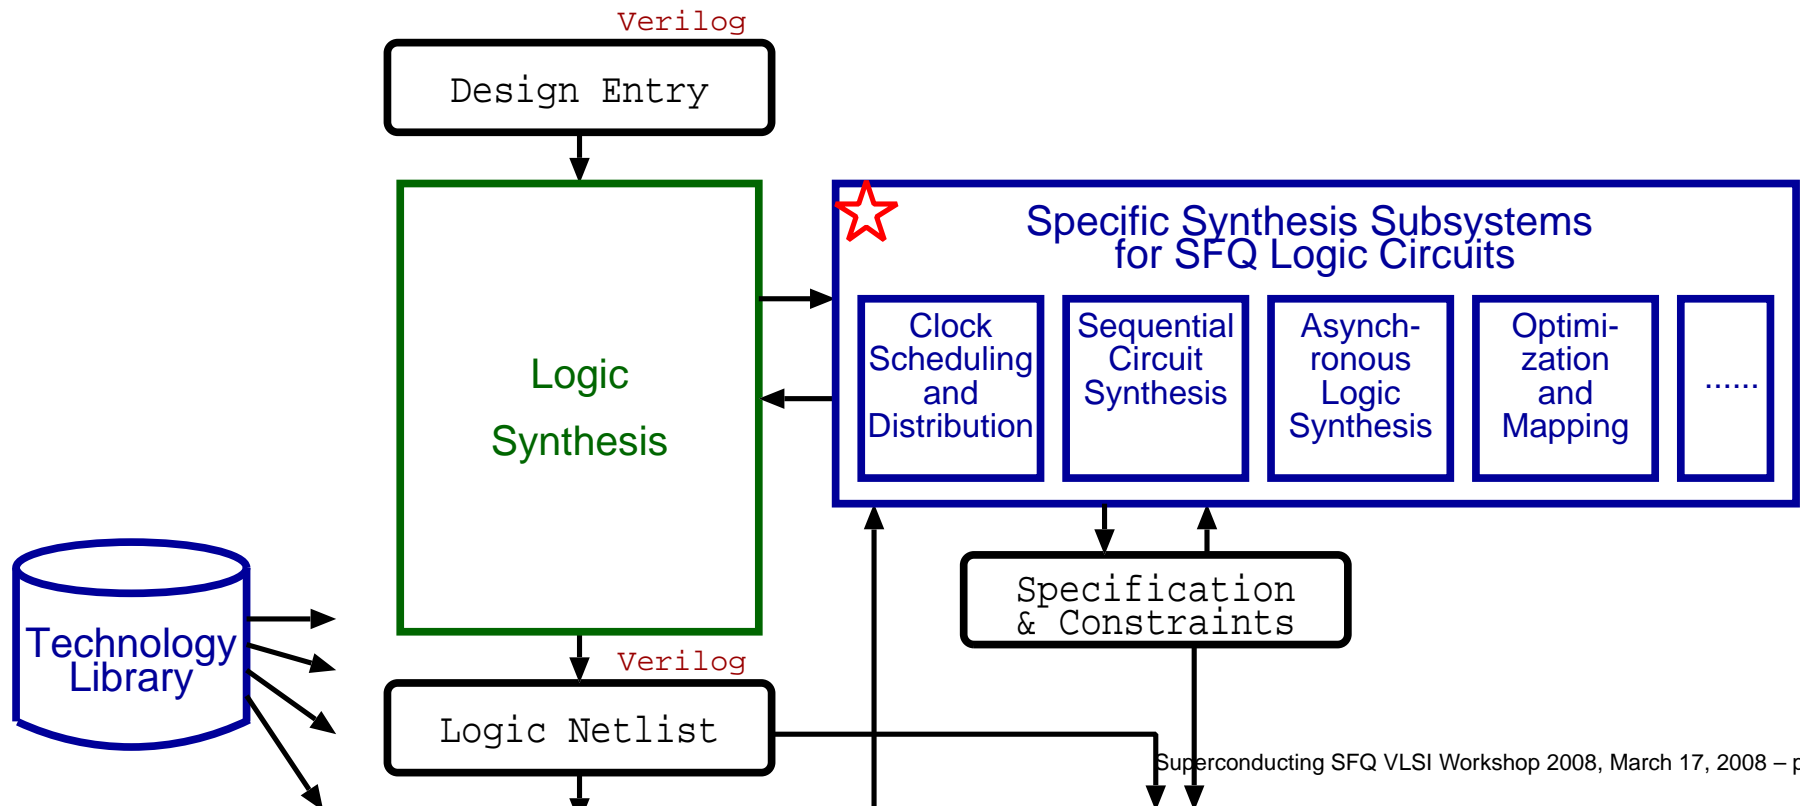 Verilog
Design Entry
Specific Synthesis Subsystems
for SFQ Logic Circuits
Logic
Synthesis
Clock
Scheduling
and
Distribution
Sequential
Circuit
Synthesis
Asynch-
ronous
Logic
Synthesis
Optimi-
zation
and
Mapping
......
Specification
& Constraints
Technology
Library
Verilog
Logic Netlist
Superconducting SFQ VLSI Workshop 2008, March 17, 2008 – p